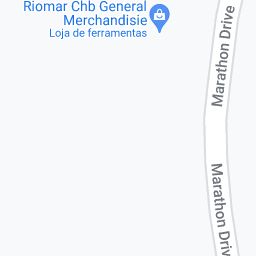 Riomar Chb General
Merchandisie
Loja de ferramentas
Marathon Drive
Marathon Driv